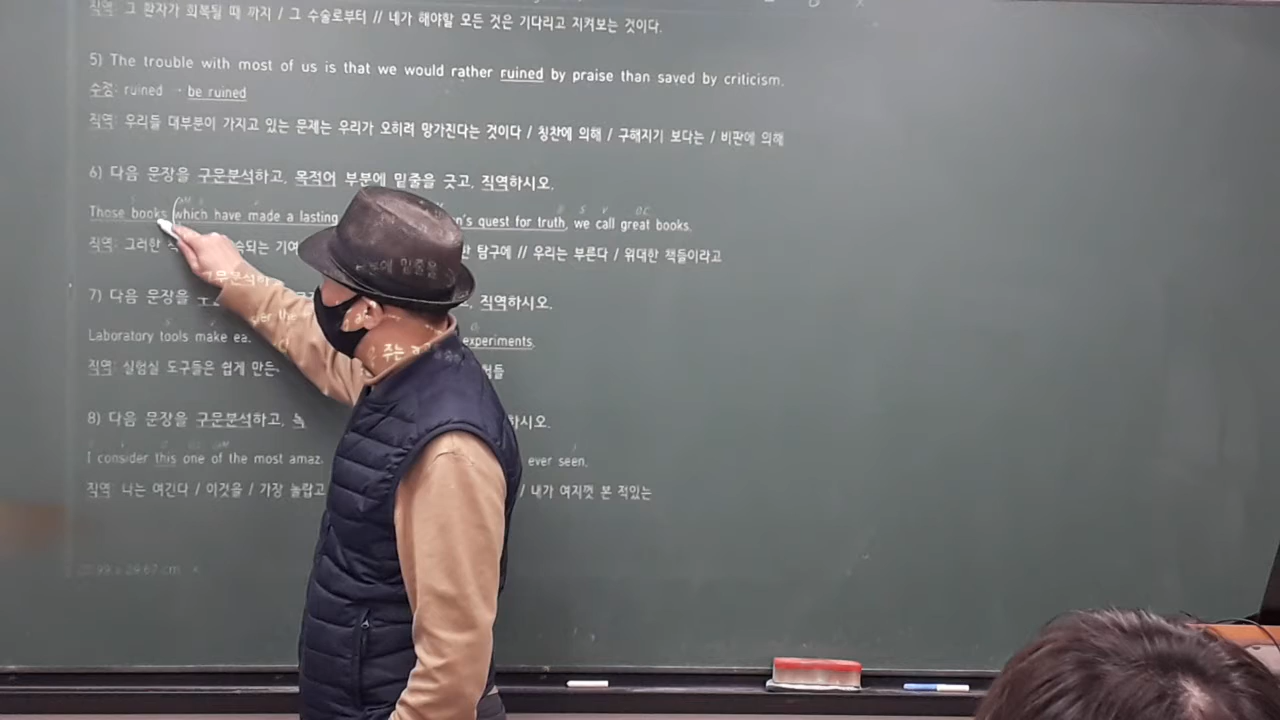 직역: 그 환자가 회복될 때 까지 / 그 수술로부터 // 네가 해야할 모든 것은 기다리고 지켜보는 것이다.
5) The trouble with most of us is that we would rather ruined by praise than saved by criticism.
수정: ruined → be ruined
직역: 우리들 대부분이 가지고 있는 문제는 우리가 오히려 망가진다는 것이다 / 칭찬에 의해 / 구해지기 보다는 / 비판에 의해
6) 다음 문장을 구문분석하고, 목적어 부분에 밑줄을 긋고, 직역하시오.
Those books which have made a lasting quest for truth, we call great books.
직역: 그러한 속되는 기여 탐구에 // 우리는 부른다 / 위대한 책들이라고
7) 다음 문장을 직역하시오.
Laboratory tools make experiments.
직역: 실험실 도구들은 쉽게 만든
8) 다음 문장을 구문분석하고,
I consider this one of the most ever seen.
직역: 나는 여긴다 / 이것을 / 가장 놀랍고 / 내가 여지껏 본 적있는